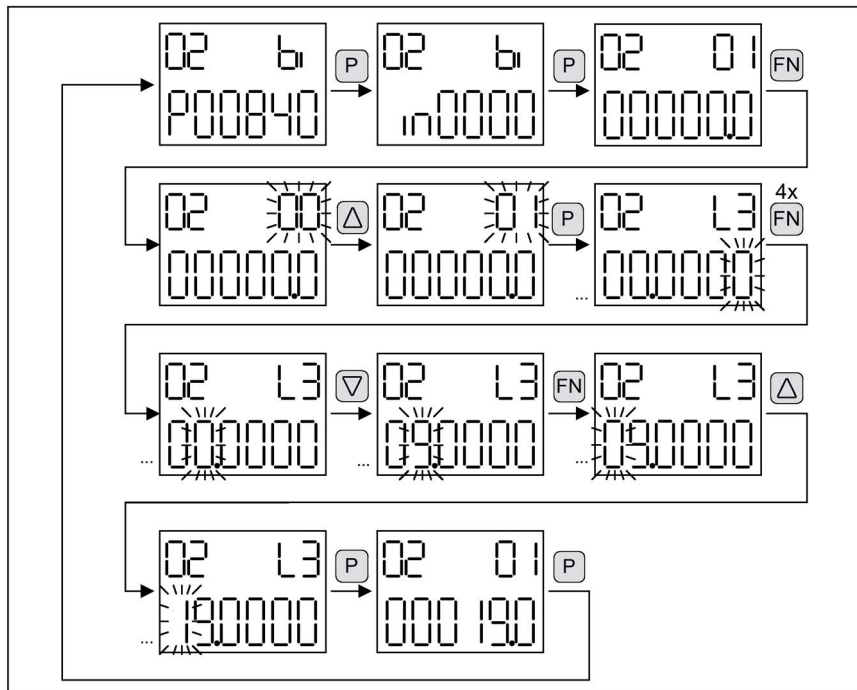 02 bi
P00840
P
02 bi
in0000
P
02 01
00000.0
FN
02 00
00000.0
02 01
00000.0
P
02 L3
... 00.0000
4x
FN
02 L3
... 00.0000
02 L3
... 09.0000
FN
02 L3
... 09.0000
02 L3
... 19.0000
P
02 01
00019.0
P